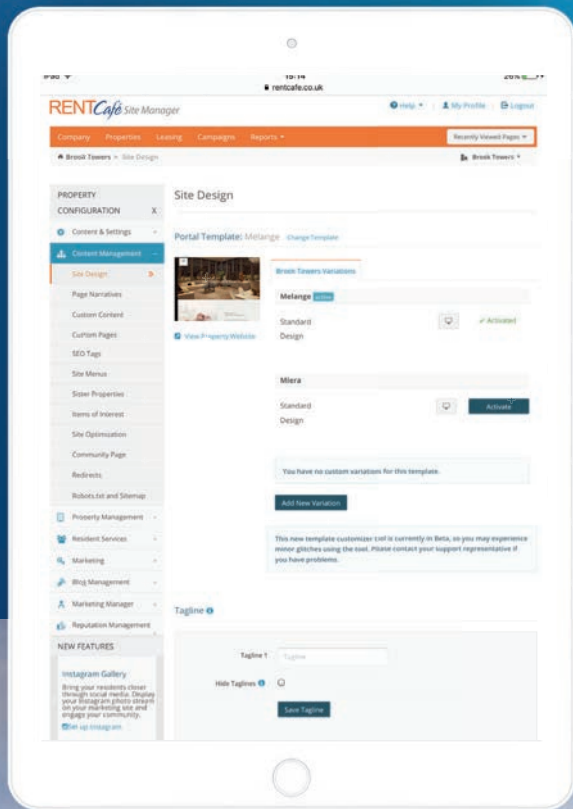 iPad
15:14
26%
rentcafe.co.uk
RENTCafé Site Manager
Help
My Profile
Logout
Company Properties Leasing Campaigns Reports
Recently Viewed Pages
Brook Towers > Site Design
Brook Towers
PROPERTY
CONFIGURATION X
Content & Settings
Content Management
Site Design
Page Narratives
Custom Content
Custom Pages
SEO Tags
Site Menus
Sister Properties
Items of Interest
Site Optimisation
Community Page
Redirects
Robots.txt and Sitemap
Property Management
Resident Services
Marketing
Blog Management
Marketing Manager
Reputation Management
NEW FEATURES
Instagram Gallery
Bring your residents closer
through social media. Display
your Instagram photo stream
on your marketing site and
engage your community.
Set up Instagram
Site Design
Portal Template: Melange Change Template
View Property Website
Brook Towers Variations
Melange active
Standard
Design
✓ Activated
Miera
Standard
Design
Activate
You have no custom variations for this template.
Add New Variation
This new template customizer tool is currently in Beta, so you may experience
minor glitches using the tool. Please contact your support representative if
you have problems.
Tagline
Tagline 1 Tagline
Hide Taglines
Save Tagline